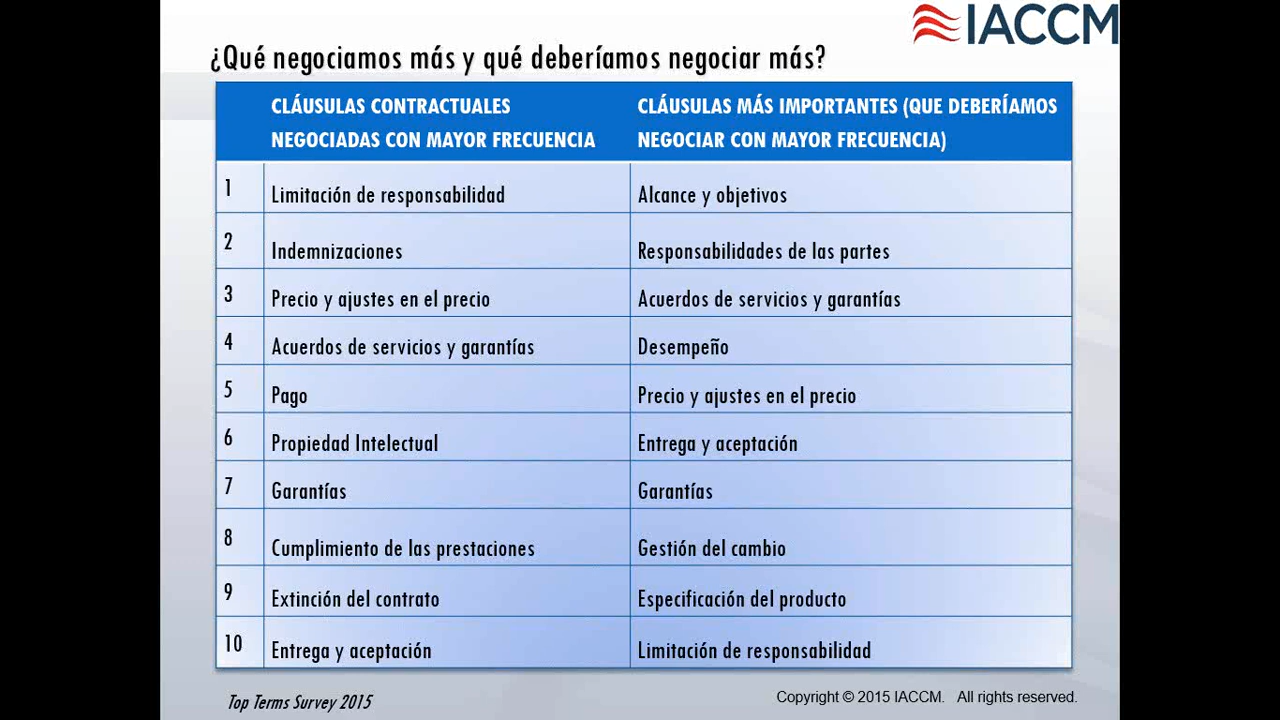 IACCM
¿Qué negociamos más y qué deberíamos negociar más?
CLÁUSULAS CONTRACTUALES
NEGOCIADAS CON MAYOR FRECUENCIA
CLÁUSULAS MÁS IMPORTANTES (QUE DEBERÍAMOS
NEGOCIAR CON MAYOR FRECUENCIA)
1 Limitación de responsabilidad Alcance y objetivos
2 Indemnizaciones Responsabilidades de las partes
3 Precio y ajustes en el precio Acuerdos de servicios y garantías
4 Acuerdos de servicios y garantías Desempeño
5 Pago Precio y ajustes en el precio
6 Propiedad Intelectual Entrega y aceptación
7 Garantías Garantías
8 Cumplimiento de las prestaciones Gestión del cambio
9 Extinción del contrato Especificación del producto
10 Entrega y aceptación Limitación de responsabilidad
Top Terms Survey 2015
Copyright © 2015 IACCM. All rights reserved.